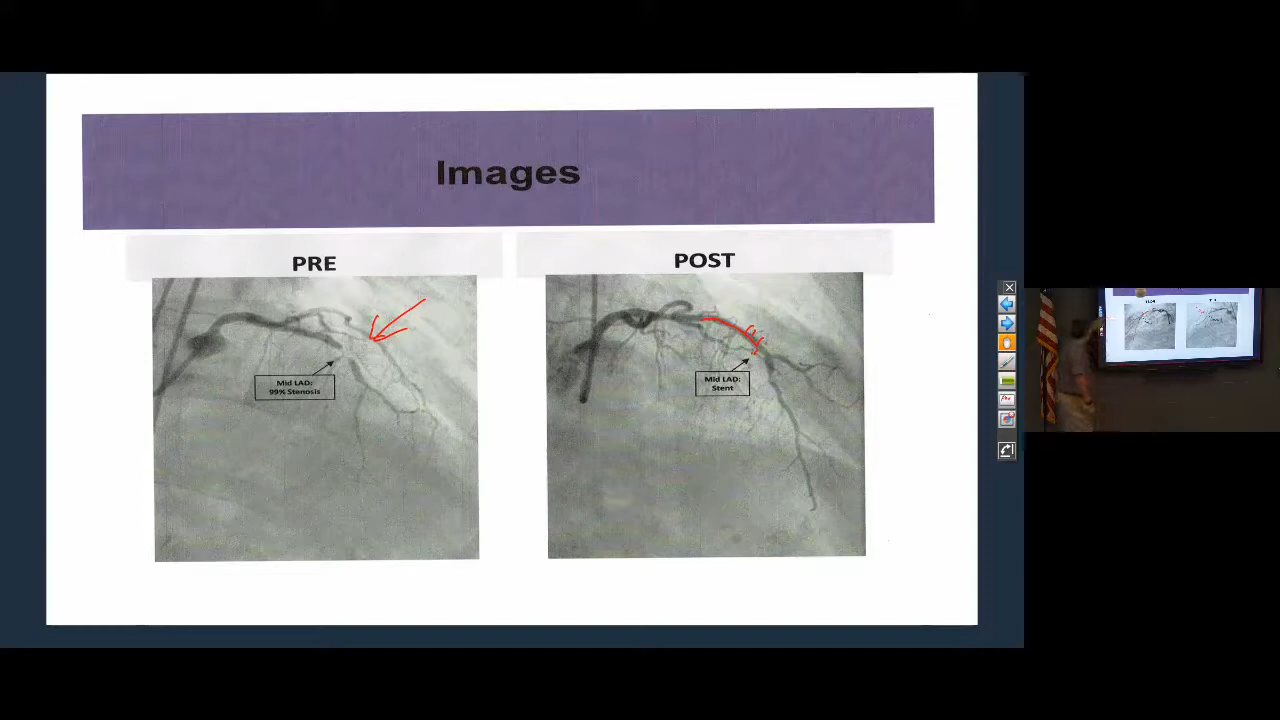 Images
PRE
POST
Mid LAD:
99% Stenosis
Mid LAD:
Stent